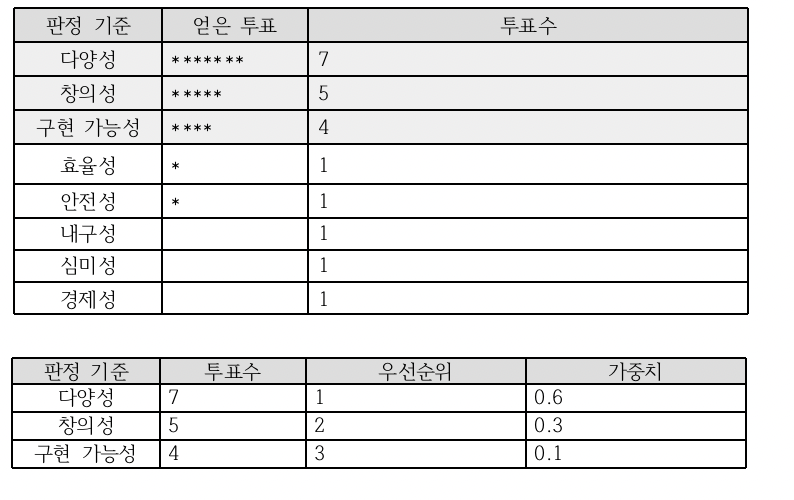 판정 기준 얻은 투표 투표수
다양성 ******* 7
창의성 ***** 5
구현 가능성 **** 4
효율성 * 1
안전성 * 1
내구성 1
심미성 1
경제성 1
판정 기준 투표수 우선순위 가중치
다양성 7 1 0.6
창의성 5 2 0.3
구현 가능성 4 3 0.1